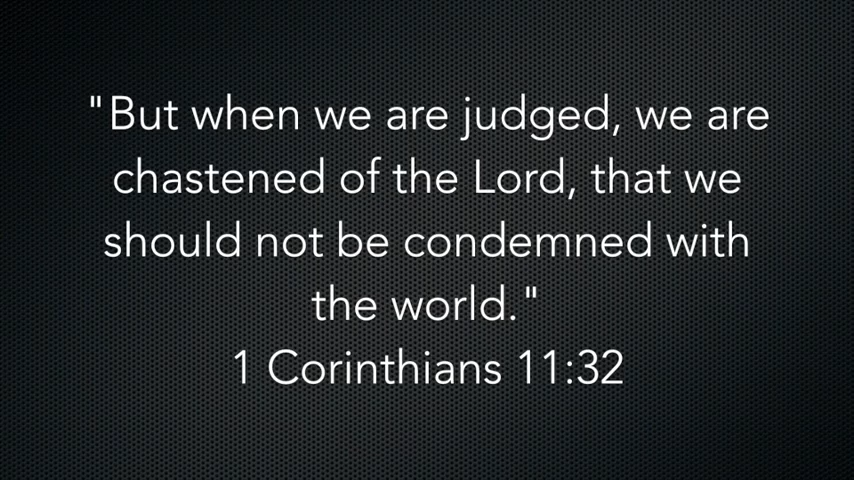 "But when we are judged, we are
chastened of the Lord, that we
should not be condemned with
the world."
1 Corinthians 11:32